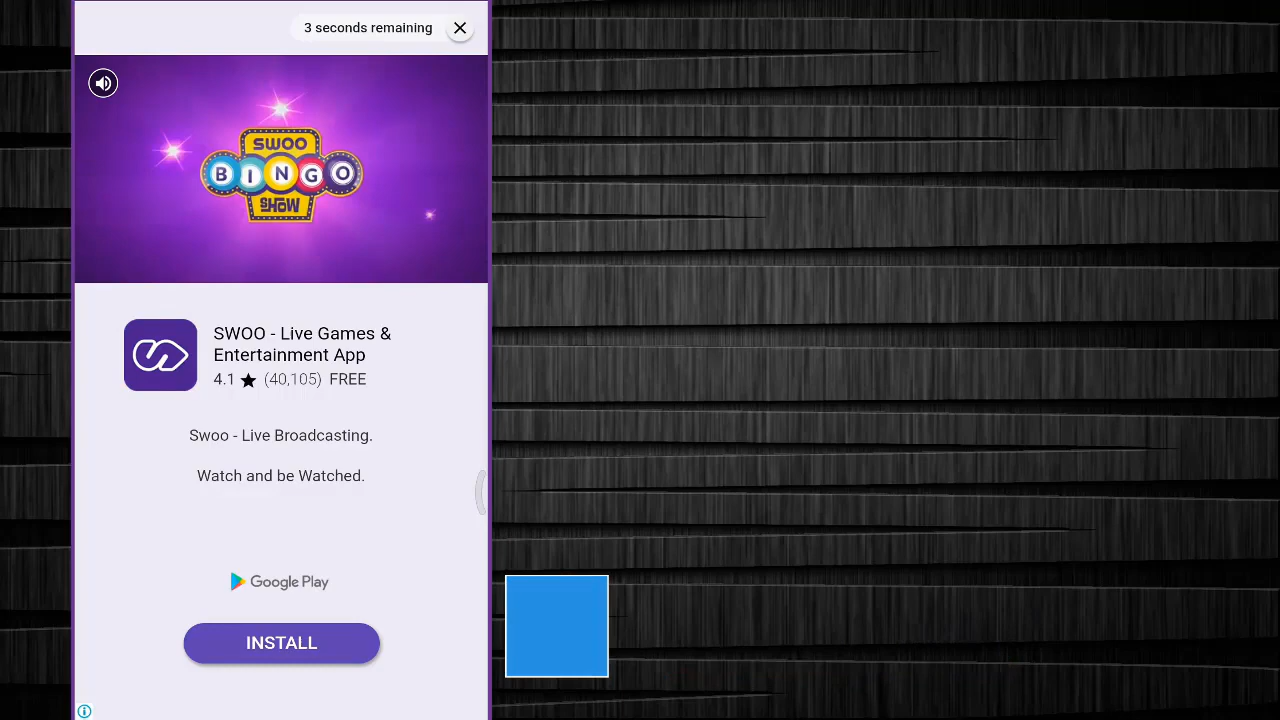 3 seconds remaining
SWOO
BINGO
SHOW
SWOO - Live Games &
Entertainment App
4.1 ★ (40,105) FREE
Swoo - Live Broadcasting.
Watch and be Watched.
Google Play
INSTALL